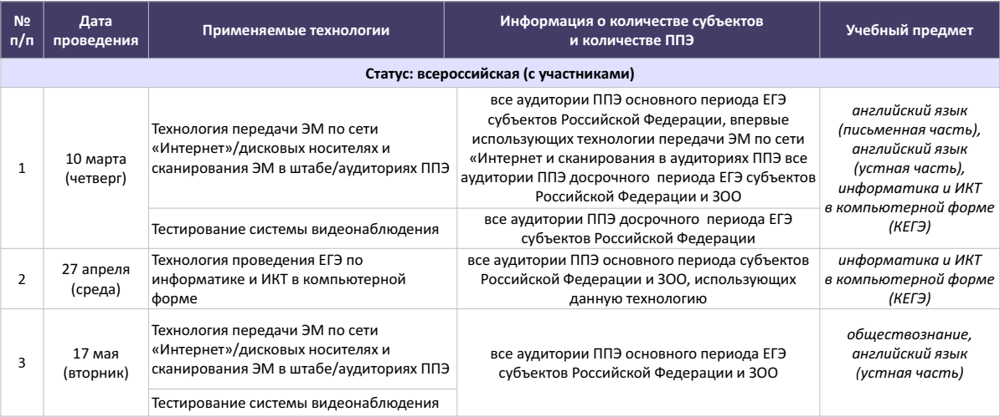 № п/п
Дата проведения
Применяемые технологии
Информация о количестве субъектов
и количестве ППЭ
Учебный предмет
Статус: всероссийская (с участниками)
1
10 марта
(четверг)
Технология передачи ЭМ по сети
«Интернет»/дисковых носителях и
сканирования ЭМ в штабе/аудиториях ППЭ
все аудитории ППЭ основного периода ЕГЭ
субъектов Российской Федерации, впервые
использующих технологии передачи ЭМ по сети
«Интернет и сканирования в аудиториях ППЭ все
аудитории ППЭ досрочного периода ЕГЭ субъектов
Российской Федерации и ЗОО
английский язык
(письменная часть),
английский язык
(устная часть),
информатика и ИКТ
в компьютерной форме
(КЕГЭ)
Тестирование системы видеонаблюдения
все аудитории ППЭ досрочного периода ЕГЭ
субъектов Российской Федерации
2
27 апреля
(среда)
Технология проведения ЕГЭ по
информатике и ИКТ в компьютерной
форме
все аудитории ППЭ основного периода субъектов
Российской Федерации и ЗОО, использующих
данную технологию
информатика и ИКТ
в компьютерной форме
(КЕГЭ)
3
17 мая
(вторник)
Технология передачи ЭМ по сети
«Интернет»/дисковых носителях и
сканирования ЭМ в штабе/аудиториях ППЭ
все аудитории ППЭ основного периода ЕГЭ
субъектов Российской Федерации и ЗОО
обществознание,
английский язык
(устная часть)
Тестирование системы видеонаблюдения